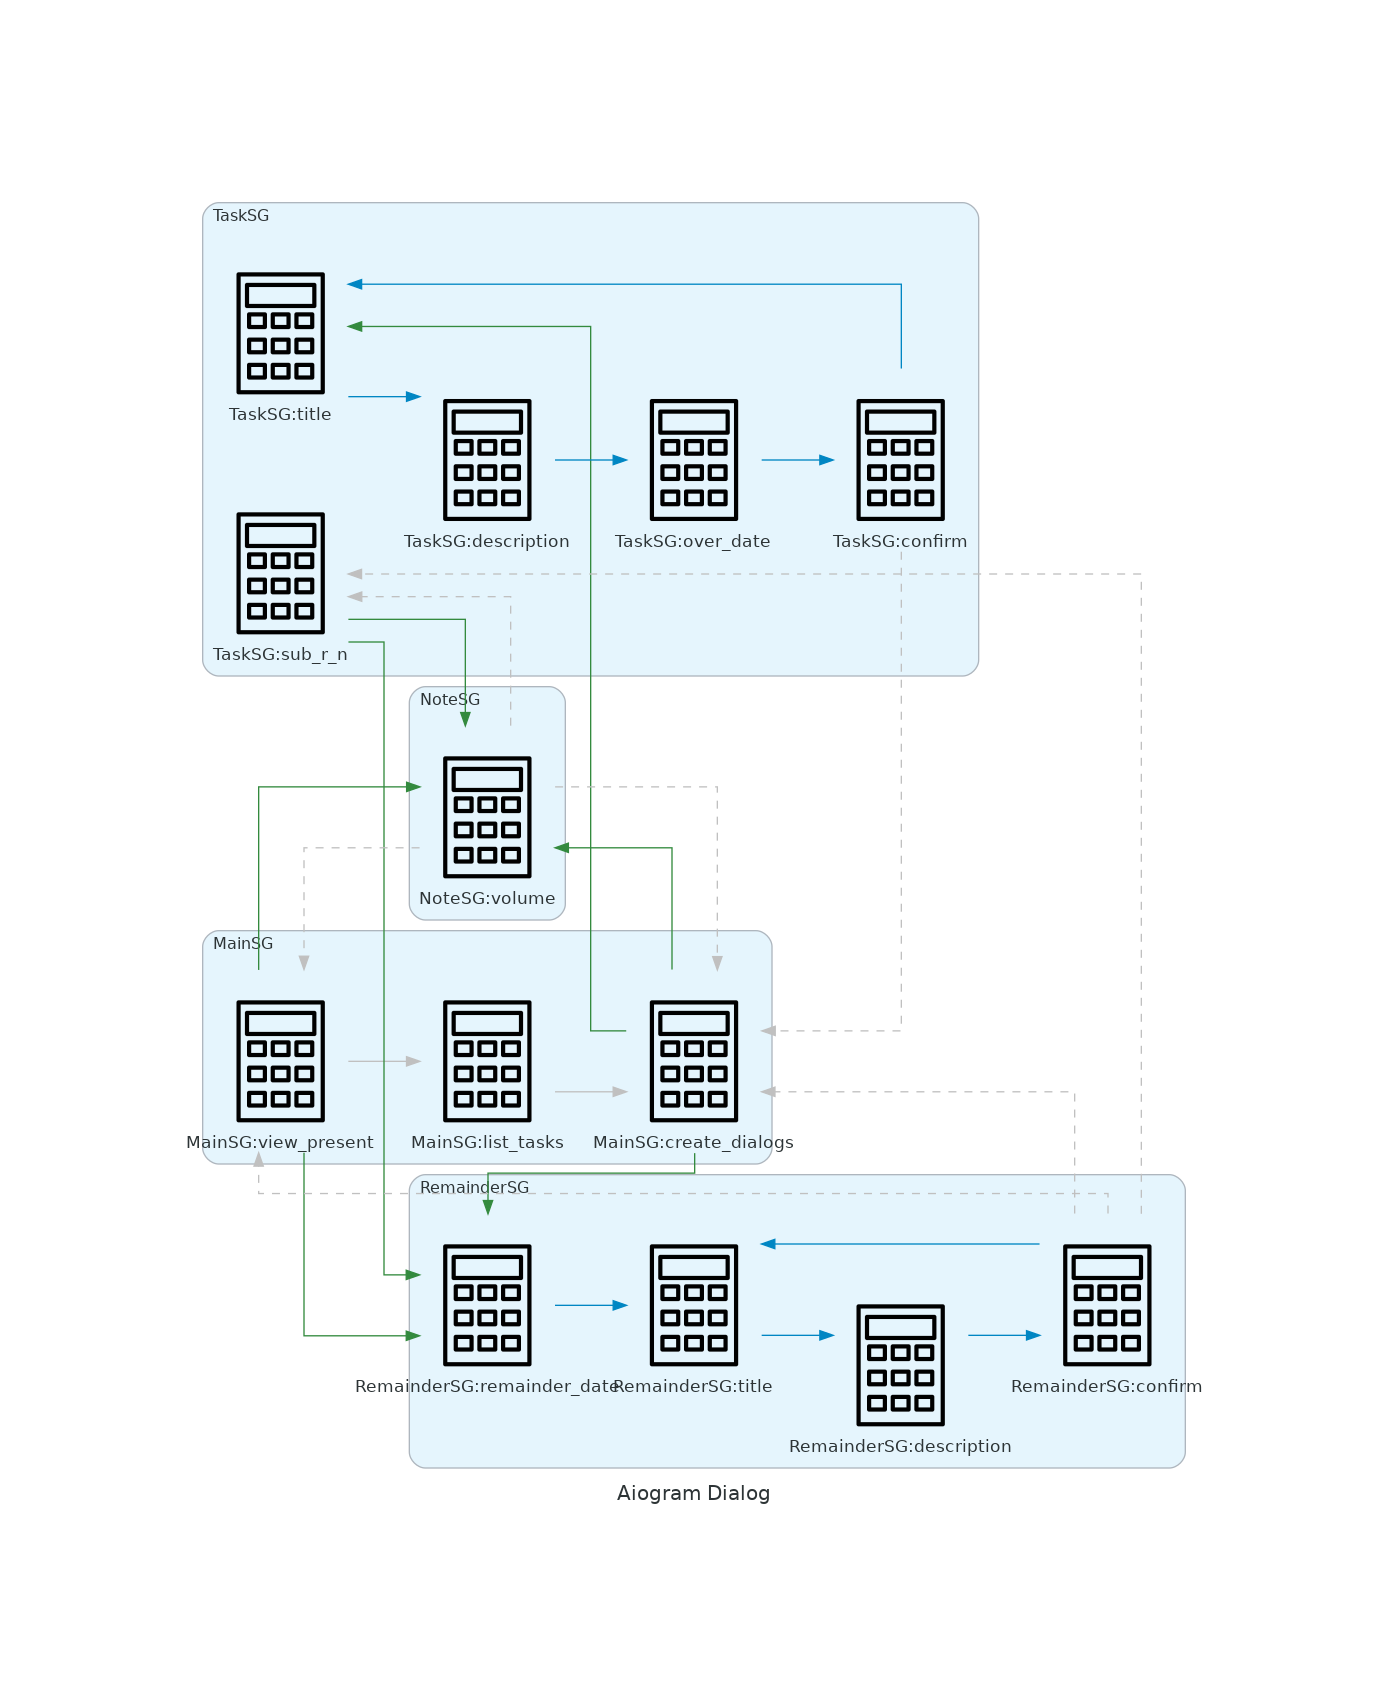 TaskSG
TaskSG:title
TaskSG:description
TaskSG:over_date
TaskSG:confirm
TaskSG:sub_r_n
NoteSG
NoteSG:volume
MainSG
MainSG:view_present
MainSG:list_tasks
MainSG:create_dialogs
RemainderSG
RemainderSG:remainder_date
RemainderSG:title
RemainderSG:confirm
RemainderSG:description
Aiogram Dialog